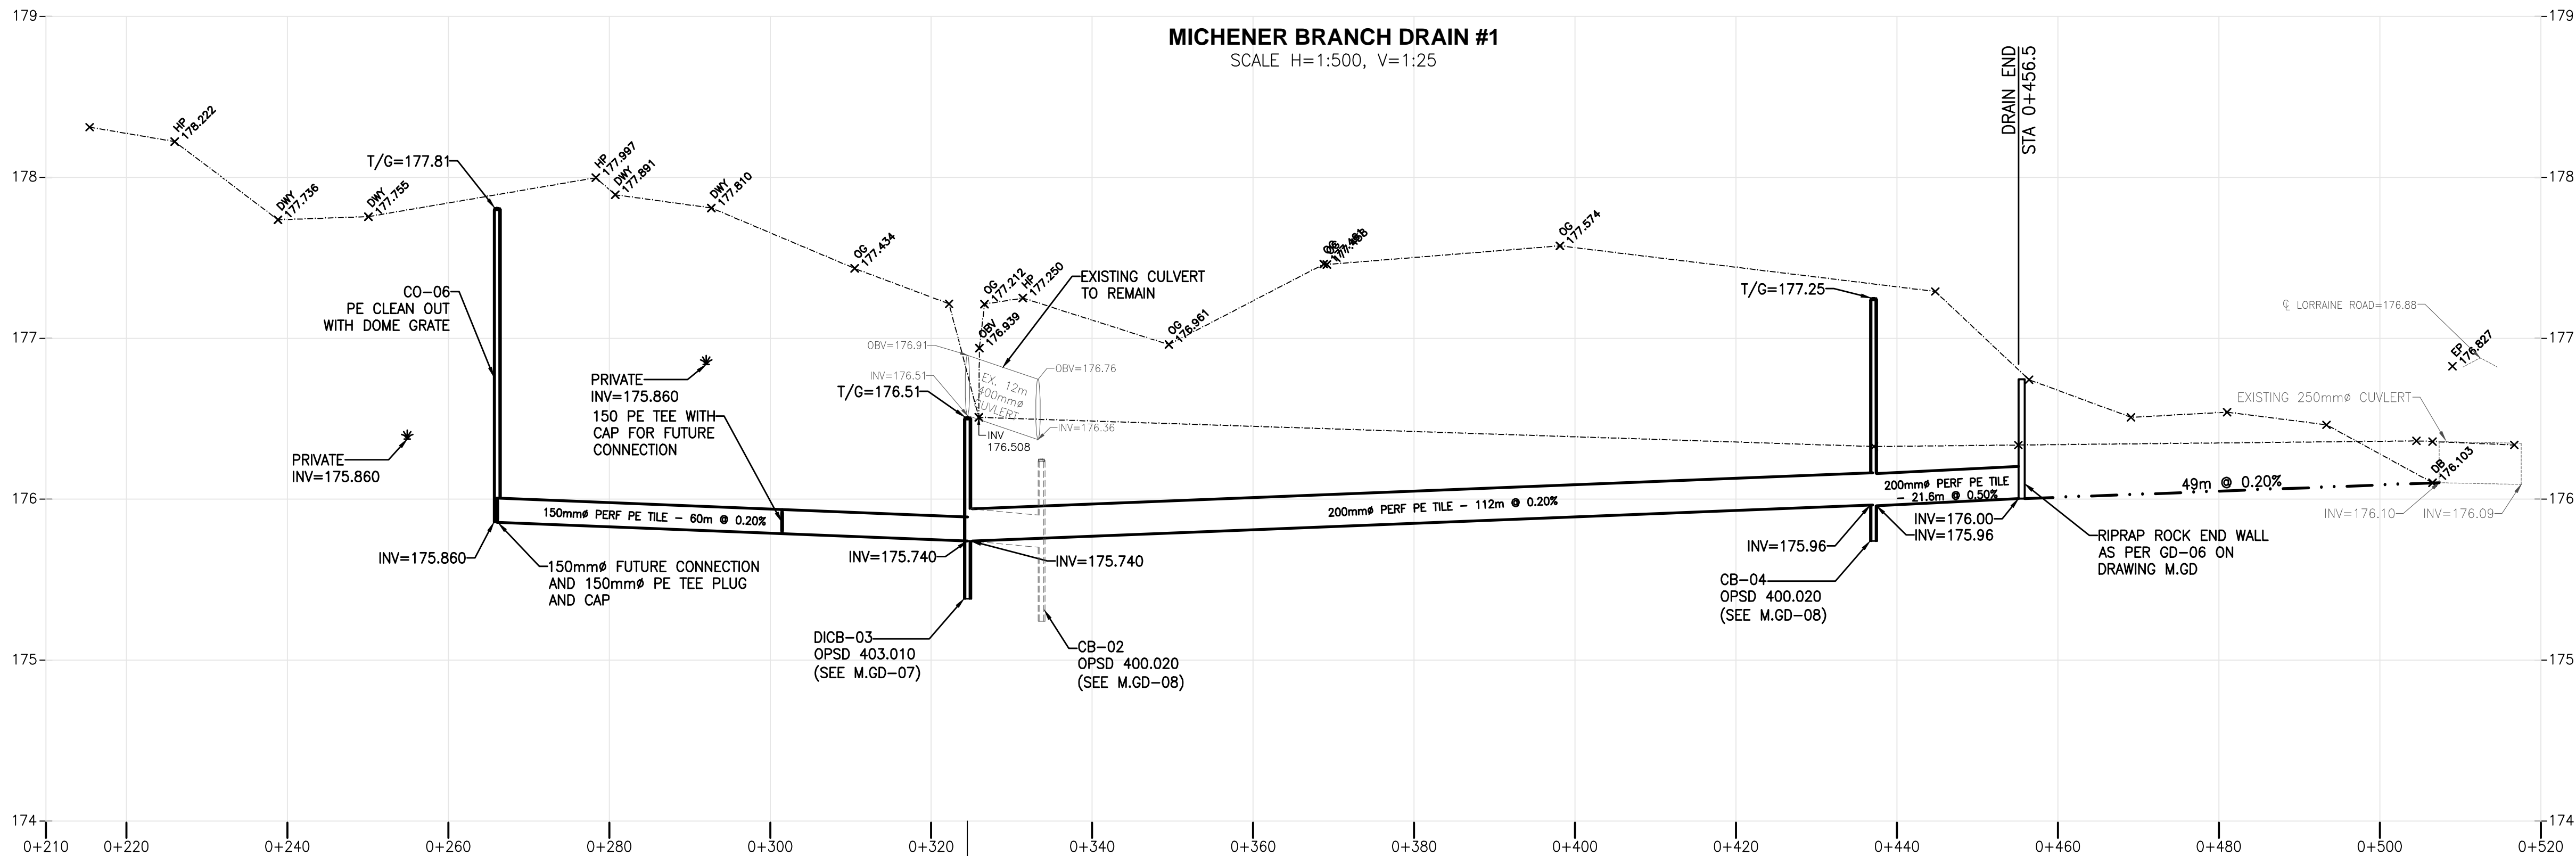 MICHENER BRANCH DRAIN #1
SCALE H=1:500, V=1:25
179
179
178
178
177
177
176
176
175
175
174
174
HP
178.222
DWY
177.736
DWY
177.755
T/G=177.81
HP
177.997
DWY
177.891
DWY
177.810
OG
177.434
OG
177.212
HP
177.250
OBV
176.939
EXISTING CULVERT
TO REMAIN
OG
176.961
OG
177.574
T/G=177.25
DRAIN END
STA 0+456.5
℄ LORRAINE ROAD=176.88
EP
176.827
CO-06
PE CLEAN OUT
WITH DOME GRATE
OBV=176.91
INV=176.51
T/G=176.51
EX. 12m
400mmø
CUVLERT
OBV=176.76
INV=176.36
INV
176.508
PRIVATE
INV=175.860
150 PE TEE WITH
CAP FOR FUTURE
CONNECTION
PRIVATE
INV=175.860
EXISTING 250mmø CUVLERT
DB
176.103
49m @ 0.20%
INV=176.10
INV=176.09
150mmø PERF PE TILE - 60m @ 0.20%
200mmø PERF PE TILE - 112m @ 0.20%
200mmø PERF PE TILE
- 21.6m @ 0.50%
INV=176.00
INV=175.96
INV=175.96
INV=175.860
150mmø FUTURE CONNECTION
AND 150mmø PE TEE PLUG
AND CAP
INV=175.740
INV=175.740
RIPRAP ROCK END WALL
AS PER GD-06 ON
DRAWING M.GD
CB-04
OPSD 400.020
(SEE M.GD-08)
DICB-03
OPSD 403.010
(SEE M.GD-07)
CB-02
OPSD 400.020
(SEE M.GD-08)
0+210
0+220
0+240
0+260
0+280
0+300
0+320
0+340
0+360
0+380
0+400
0+420
0+440
0+460
0+480
0+500
0+520